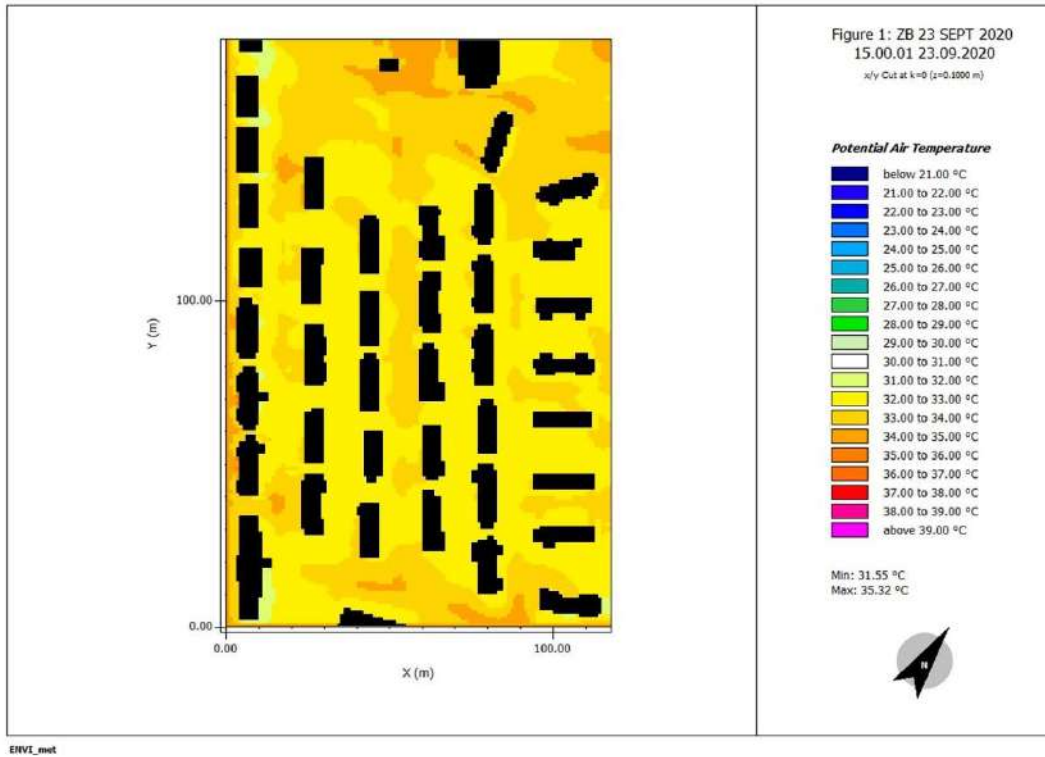 Figure 1: ZB 23 SEPT 2020
15.00.01 23.09.2020
x/y Cut at k=0 (z=0.1000 m)
Potential Air Temperature
below 21.00 °C
21.00 to 22.00 °C
22.00 to 23.00 °C
23.00 to 24.00 °C
24.00 to 25.00 °C
25.00 to 26.00 °C
26.00 to 27.00 °C
27.00 to 28.00 °C
28.00 to 29.00 °C
29.00 to 30.00 °C
30.00 to 31.00 °C
31.00 to 32.00 °C
32.00 to 33.00 °C
33.00 to 34.00 °C
34.00 to 35.00 °C
35.00 to 36.00 °C
36.00 to 37.00 °C
37.00 to 38.00 °C
38.00 to 39.00 °C
above 39.00 °C
Min: 31.55 °C
Max: 35.32 °C
N
100.00
Y (m)
0.00
0.00
100.00
X (m)
ENVI_met